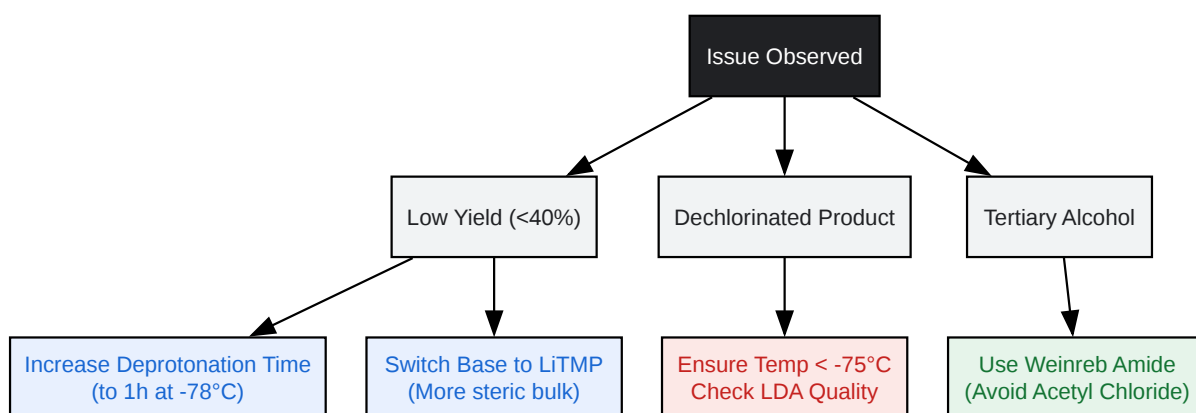 Issue Observed
Low Yield (<40%)
Dechlorinated Product
Tertiary Alcohol
Increase Deprotonation Time
(to 1h at -78°C)
Switch Base to LiTMP
(More steric bulk)
Ensure Temp < -75°C
Check LDA Quality
Use Weinreb Amide
(Avoid Acetyl Chloride)